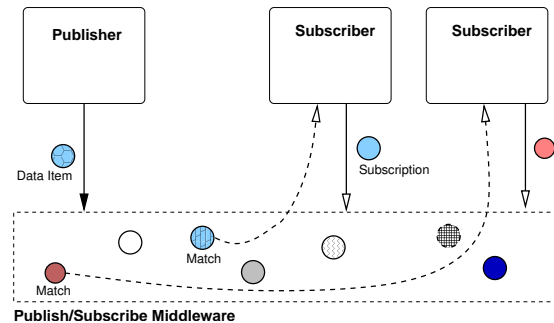 Publisher
Subscriber
Subscriber
Data Item
Subscription
Match
Match
Publish/Subscribe Middleware